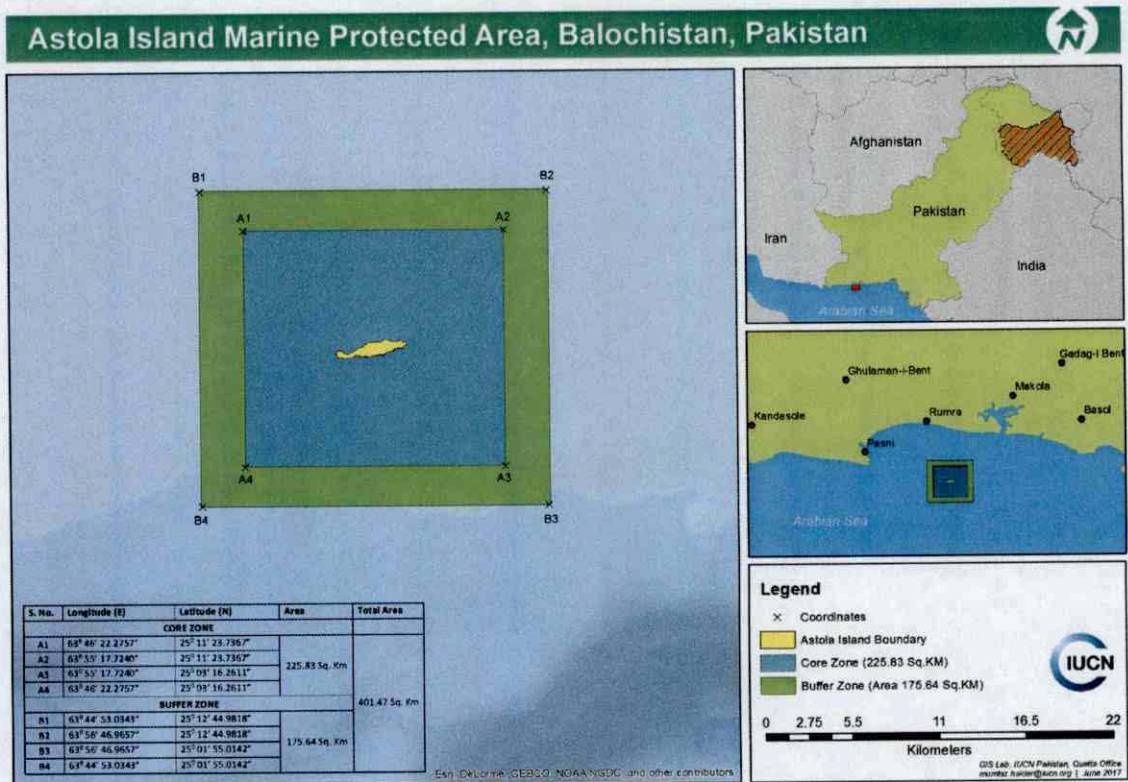 Astola Island Marine Protected Area, Balochistan, Pakistan
N
B1
B2
A1
A2
A4
A3
B4
B3
S. No. Longitude (E) Latitude (N) Area Total Area
CORE ZONE
A1 63° 46' 22.2757" 25° 11' 23.7367"
A2 63° 55' 17.7240" 25° 11' 23.7367"
225.83 Sq. Km
A3 63° 55' 17.7240" 25° 03' 16.2611"
A4 63° 46' 22.2757" 25° 03' 16.2611"
BUFFER ZONE
401.47 Sq. Km
B1 63° 44' 53.0343" 25° 12' 44.9818"
B2 63° 56' 46.9657" 25° 12' 44.9818"
175.64 Sq. Km
B3 63° 56' 46.9657" 25° 01' 55.0142"
B4 63° 44' 53.0343" 25° 01' 55.0142"
Esri, DeLorme, GEBCO, NOAA NGDC, and other contributors
Afghanistan
Pakistan
Iran
India
Arabian Sea
Gadag-i Bent
Ghulaman-i-Bent
Makola
Kandesole
Rumra
Basol
Pasni
Arabian Sea
Legend
Coordinates
Astola Island Boundary
Core Zone (225.83 Sq.KM)
Buffer Zone (Area 175.64 Sq.KM)
IUCN
0 2.75 5.5 11 16.5 22
Kilometers
GIS Lab, IUCN Pakistan, Quetta Office
mumtaz.haider@iucn.org | June 2017